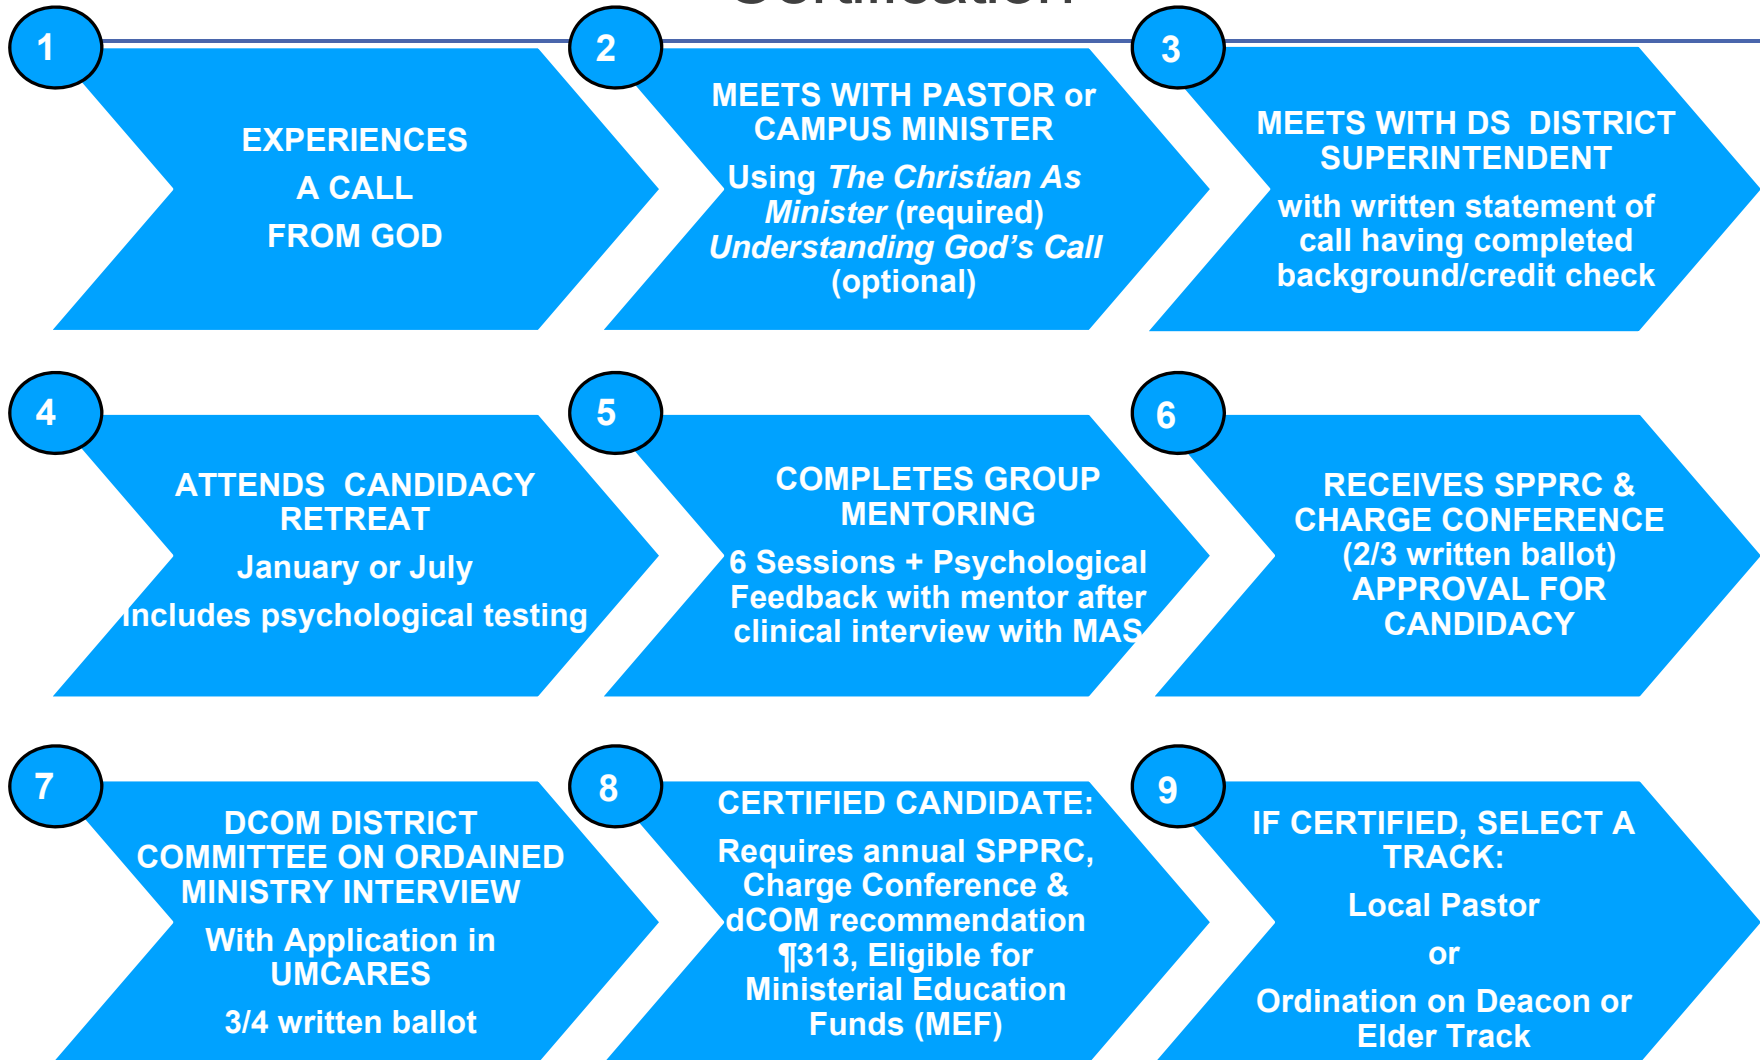 Certification
1
EXPERIENCES
A CALL
FROM GOD
2
MEETS WITH PASTOR or
CAMPUS MINISTER
Using The Christian As
Minister (required)
Understanding God's Call
(optional)
3
MEETS WITH DS DISTRICT
SUPERINTENDENT
with written statement of
call having completed
background/credit check
4
ATTENDS CANDIDACY
RETREAT
January or July
Includes psychological testing
5
COMPLETES GROUP
MENTORING
6 Sessions + Psychological
Feedback with mentor after
clinical interview with MAS
6
RECEIVES SPPRC &
CHARGE CONFERENCE
(2/3 written ballot)
APPROVAL FOR
CANDIDACY
7
DCOM DISTRICT
COMMITTEE ON ORDAINED
MINISTRY INTERVIEW
With Application in
UMCARES
3/4 written ballot
8
CERTIFIED CANDIDATE:
Requires annual SPPRC,
Charge Conference &
dCOM recommendation
¶313, Eligible for
Ministerial Education
Funds (MEF)
9
IF CERTIFIED, SELECT A
TRACK:
Local Pastor
or
Ordination on Deacon or
Elder Track